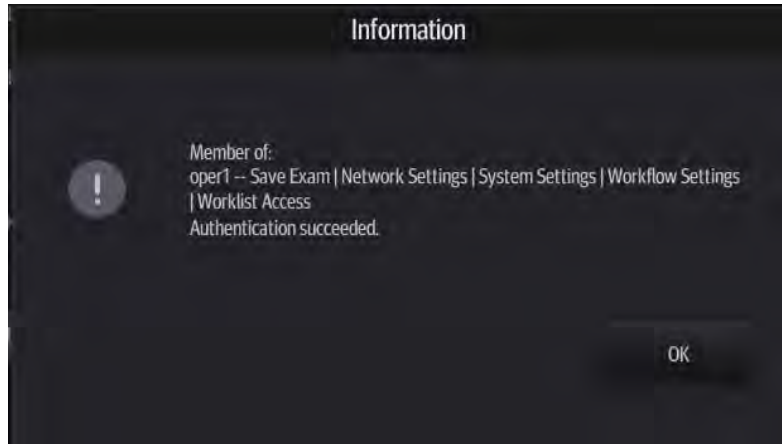 Information
Member of:
oper1 -- Save Exam | Network Settings | System Settings | Workflow Settings
| Worklist Access
Authentication succeeded.
OK